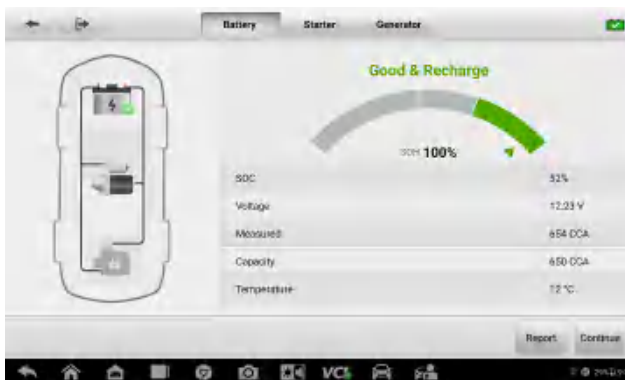 Battery Starter Generator
Good & Recharge
SOH 100%
SOC
Voltage 12.23 V
Measured 654 CCA
Capacity 650 CCA
Temperature 12 °C
Report Continue
VCI